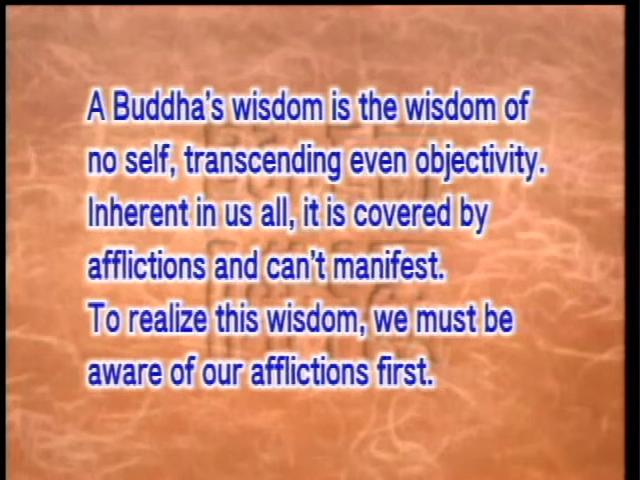 A Buddha's wisdom is the wisdom of
no self, transcending even objectivity.
Inherent in us all, it is covered by
afflictions and can't manifest.
To realize this wisdom, we must be
aware of our afflictions first.